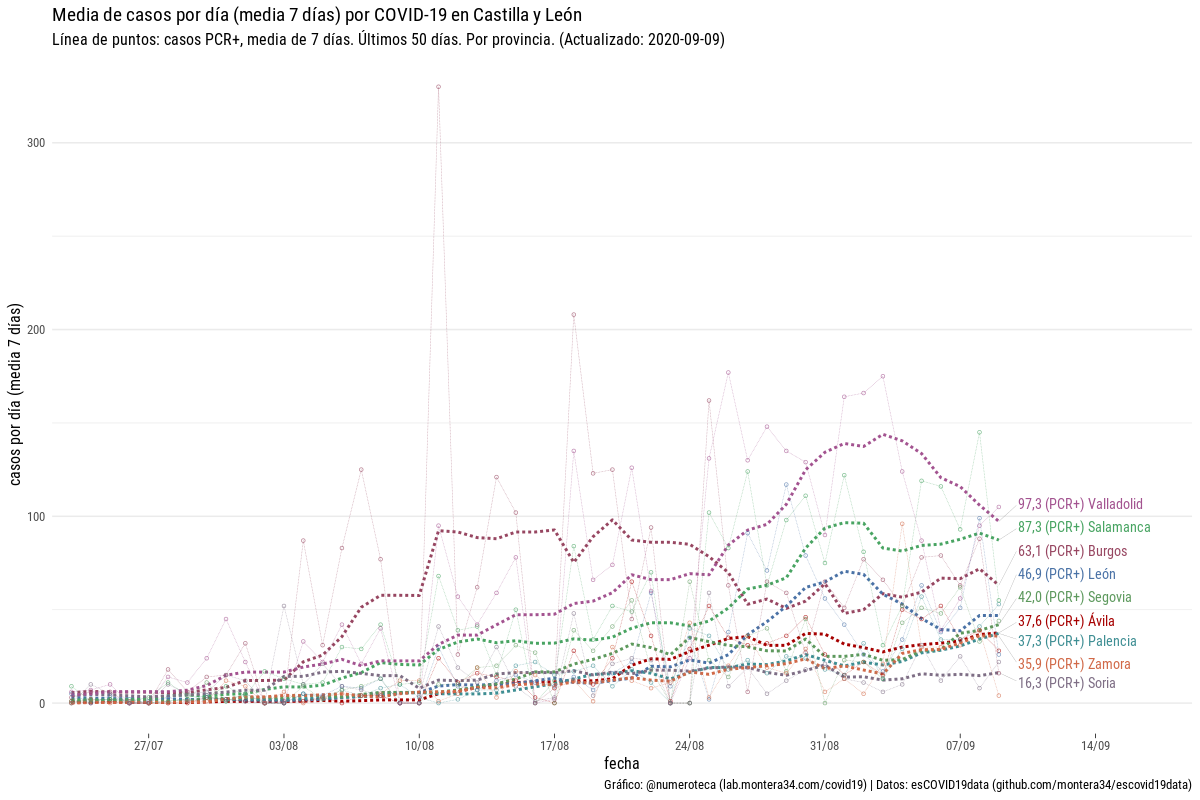 Media de casos por día (media 7 días) por COVID-19 en Castilla y León
Línea de puntos: casos PCR+, media de 7 días. Últimos 50 días. Por provincia. (Actualizado: 2020-09-09)
casos por día (media 7 días)
300
200
100
0
97,3 (PCR+) Valladolid
87,3 (PCR+) Salamanca
63,1 (PCR+) Burgos
46,9 (PCR+) León
42,0 (PCR+) Segovia
37,6 (PCR+) Ávila
37,3 (PCR+) Palencia
35,9 (PCR+) Zamora
16,3 (PCR+) Soria
27/07 03/08 10/08 17/08 24/08 31/08 07/09 14/09
fecha
Gráfico: @numeroteca (lab.montera34.com/covid19) | Datos: esCOVID19data (github.com/montera34/escovid19data)